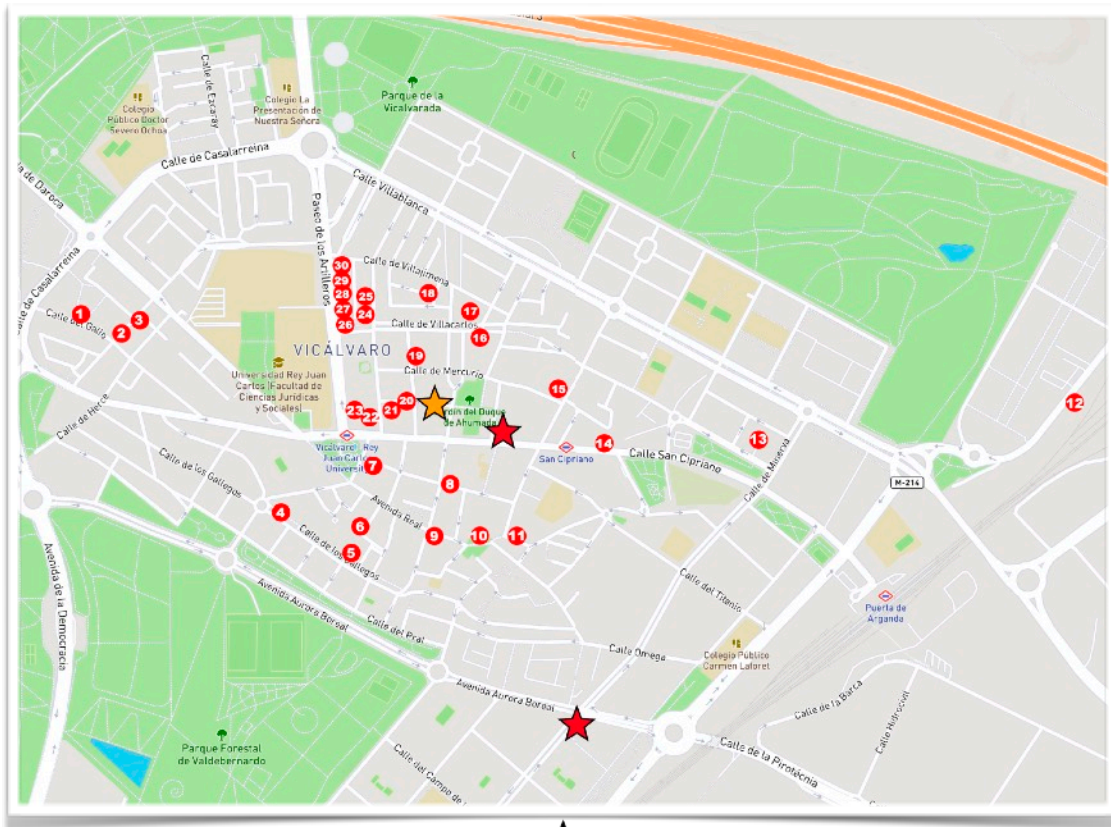 Parque de la
Vicalvarada
Colegio
Público Doctor
Severo Ochoa
Calle de Ezcaray
Colegio La
Presentación de
Nuestra Señora
Calle de Casalarreina
de Daroca
Calle Villablanca
Paseo de los Artilleros
Calle de Casalarreina
30
Calle de Villajimena
29
28
25
18
27
24
17
1
Calle del Gallo
3
2
26
Calle de Villacarlos
16
VICÁLVARO
19
Universidad Rey Juan
Carlos (Facultad de
Ciencias Jurídicas
y Sociales)
Calle de Mercurio
15
Calle de Herce
23
22
21
20
Jardín del Duque
de Ahumada
12
Vicálvaro
Rey
Juan Carlos
San Cipriano
14
Calle San Cipriano
13
Calle de Minerva
M-214
7
Calle de los Gallegos
8
Avenida Real
4
6
5
Calle de los Gallegos
9
10
11
Avenida de la Democracia
Avenida Aurora Boreal
Calle del Titanio
Puerta de
Arganda
Calle del Pral
Calle Omega
Colegio Público
Carmen Laforet
Avenida Aurora Boreal
Calle de la Barca
Calle Hidrocivil
Parque Forestal
de Valdebernardo
Calle de la Pirotecnia
Calle del Campo de